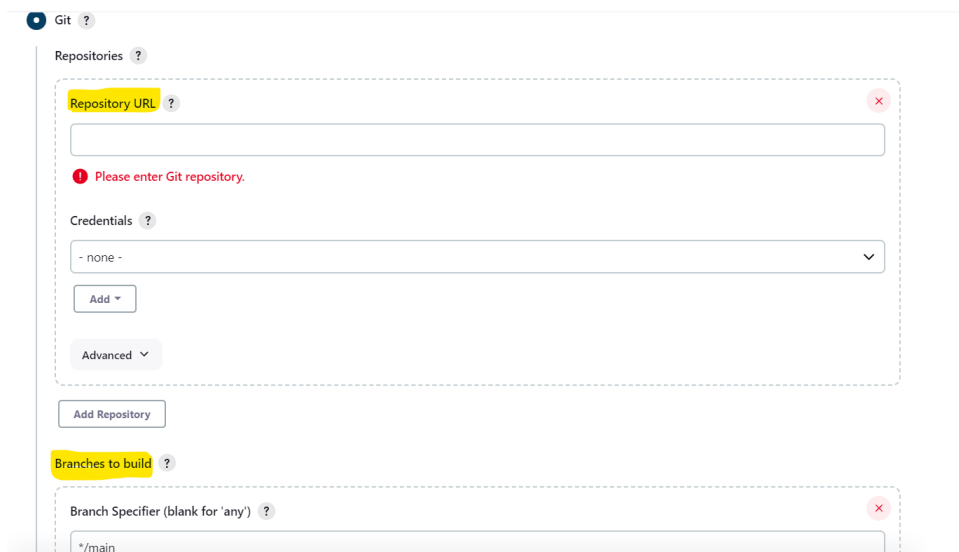 Git ?
Repositories ?
Repository URL ?
Please enter Git repository.
Credentials ?
- none -
Add
Advanced
Add Repository
Branches to build ?
Branch Specifier (blank for 'any') ?
*/main